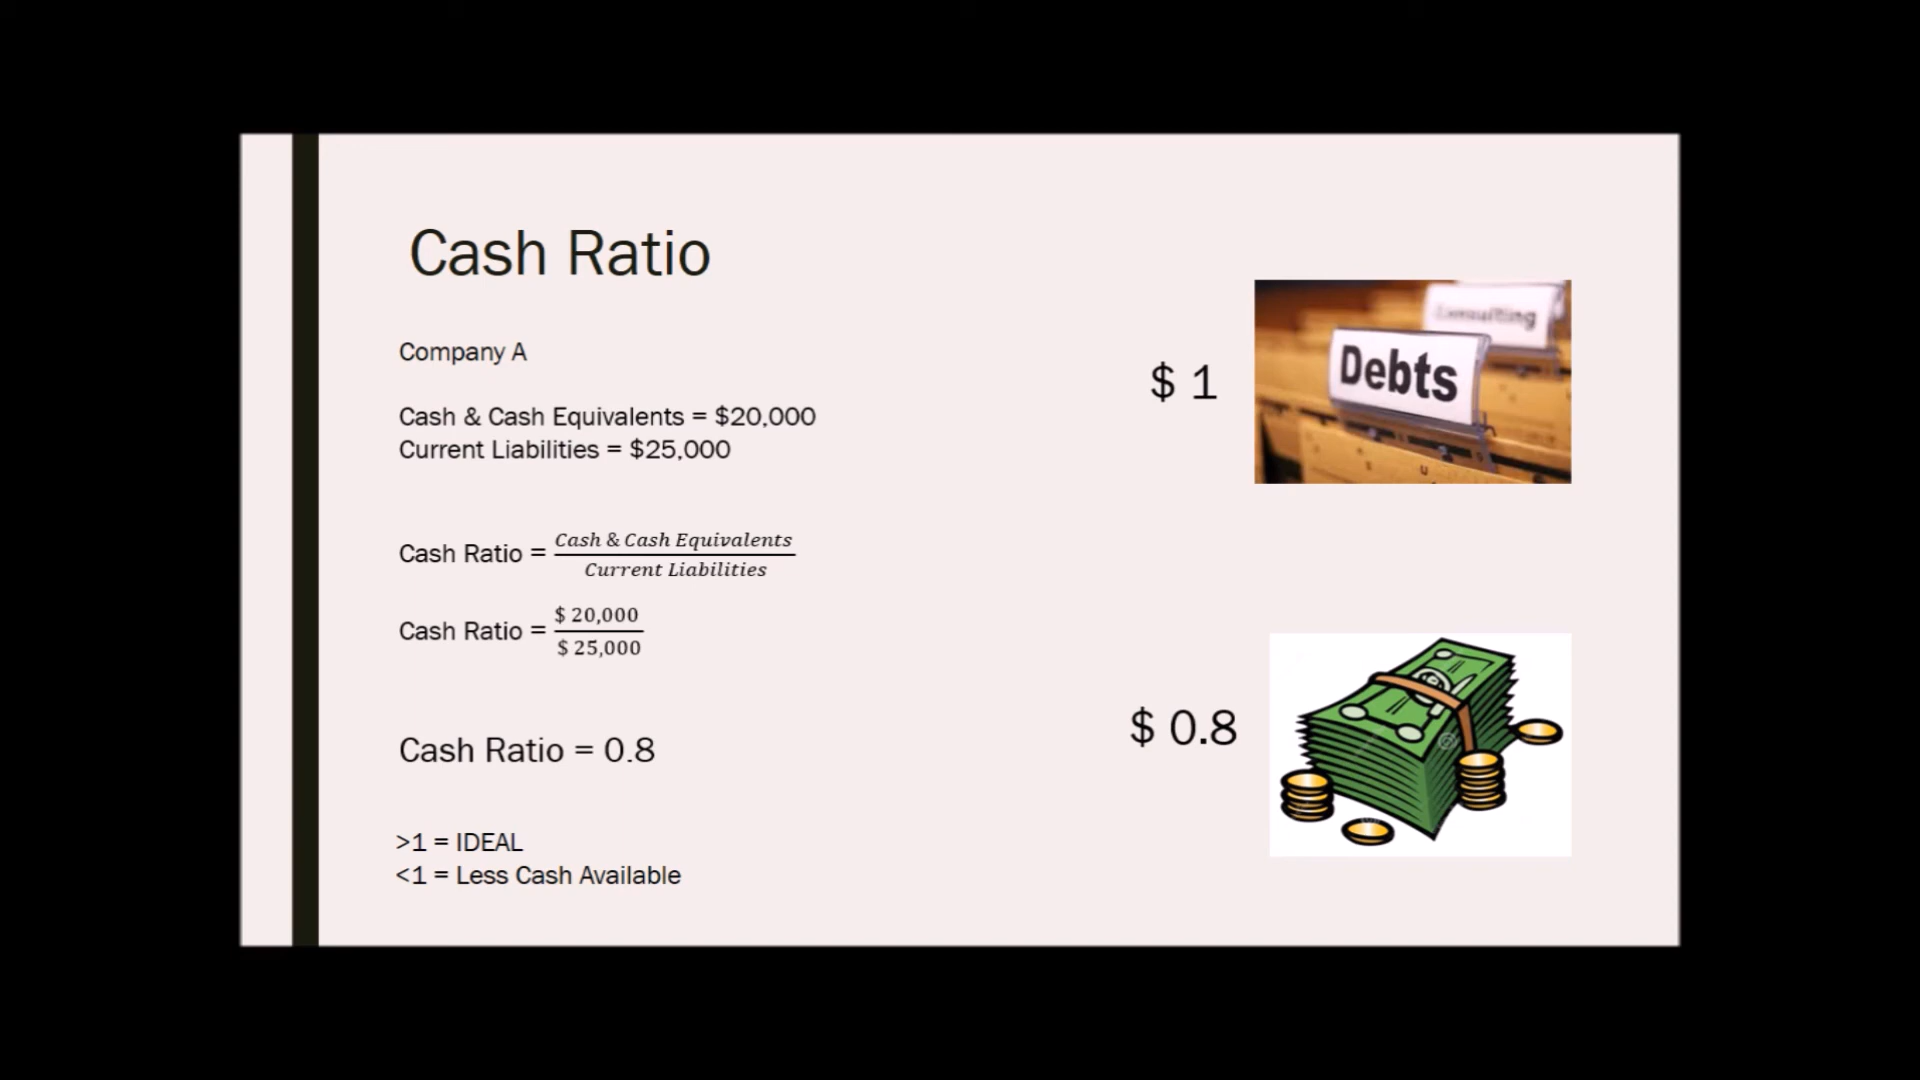 Cash Ratio
Company A
Cash & Cash Equivalents = $20,000
Current Liabilities = $25,000
Cash Ratio = Cash & Cash Equivalents / Current Liabilities
Cash Ratio = $ 20,000 / $ 25,000
Cash Ratio = 0.8
>1 = IDEAL
<1 = Less Cash Available
$ 1
Consulting
Debts
$ 0.8